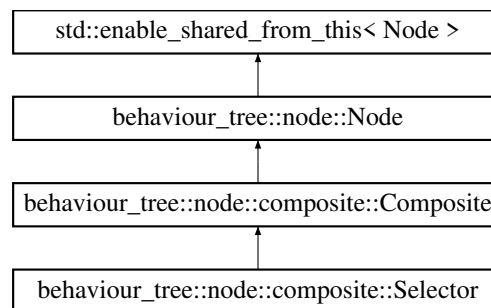 std::enable_shared_from_this< Node >
behaviour_tree::node::Node
behaviour_tree::node::composite::Composite
behaviour_tree::node::composite::Selector